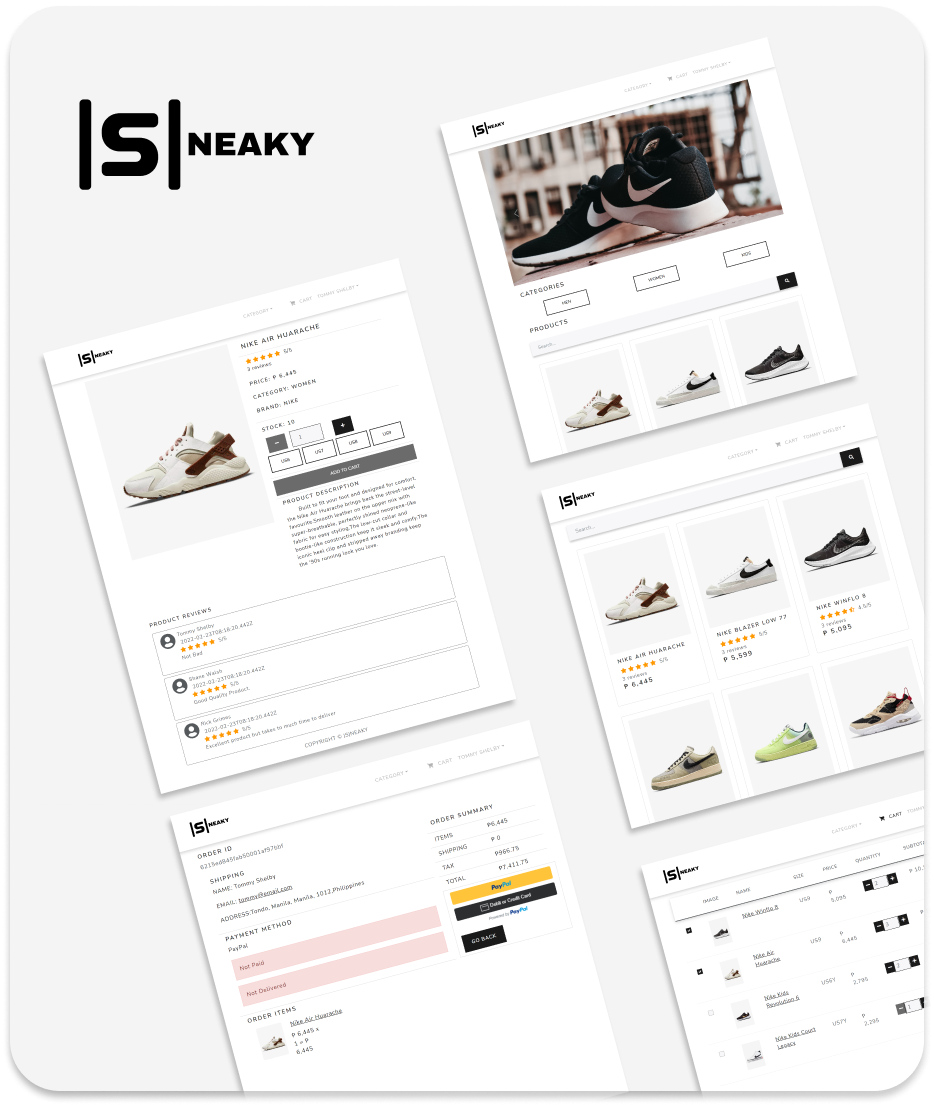 |S|NEAKY
|S|NEAKY
CATEGORY
CART
TOMMY SHELBY
CATEGORIES
MEN
WOMEN
KIDS
PRODUCTS
Search...
|S|NEAKY
CATEGORY
CART
TOMMY SHELBY
NIKE AIR HUARACHE
5/5
3 reviews
PRICE: ₱ 6,445
CATEGORY: WOMEN
BRAND: NIKE
STOCK: 10
1
US6
US7
US8
US9
ADD TO CART
PRODUCT DESCRIPTION
Built to fit your foot and designed for comfort,
the Nike Air Huarache brings back the street-level
favourite.Smooth leather on the upper mix with
super-breathable, perfectly shined neoprene-like
fabric for easy styling.The low-cut collar and
bootie-like construction keep it sleek and comfy.The
iconic heel clip and stripped away branding keep
the '90s running look you love
PRODUCT REVIEWS
Tommy Shelby
2022-02-23T08:18:20.442Z
5/5
Not Bad
Shane Walsh
2022-02-23T08:18:20.442Z
5/5
Good Quality Product.
Rick Grimes
2022-02-23T08:18:20.442Z
5/5
Excellent product but takes to much time to deliver
COPYRIGHT © |S|NEAKY
|S|NEAKY
CATEGORY
CART
TOMMY SHELBY
Search...
NIKE AIR HUARACHE
5/5
3 reviews
₱ 6,445
NIKE BLAZER LOW 77
5/5
3 reviews
₱ 5,599
NIKE WINFLO 8
4.5/5
3 reviews
₱ 5,095
|S|NEAKY
CATEGORY
CART
TOMMY SHELBY
ORDER ID
6215ed845fab50001af97bbf
SHIPPING
NAME: Tommy Shelby
EMAIL: tommy@gmail.com
ADDRESS:Tondo, Manila, Manila, 1012,Philippines
PAYMENT METHOD
PayPal
Not Paid
Not Delivered
ORDER ITEMS
Nike Air Huarache
₱ 6,445 x
1 = ₱
6,445
ORDER SUMMARY
ITEMS
₱6,445
SHIPPING
₱ 0
TAX
₱966.75
TOTAL
₱7,411.75
PayPal
Debit or Credit Card
Powered by PayPal
GO BACK
|S|NEAKY
CATEGORY
CART
IMAGE
NAME
SIZE
PRICE
QUANTITY
Nike Winflo 8
US9
₱
5,095
Nike Air
Huarache
US9
₱
6,445
Nike Kids
Revolution 6
US6Y
₱
2,795
Nike Kids Court
Legacy
US7Y
₱
2,295